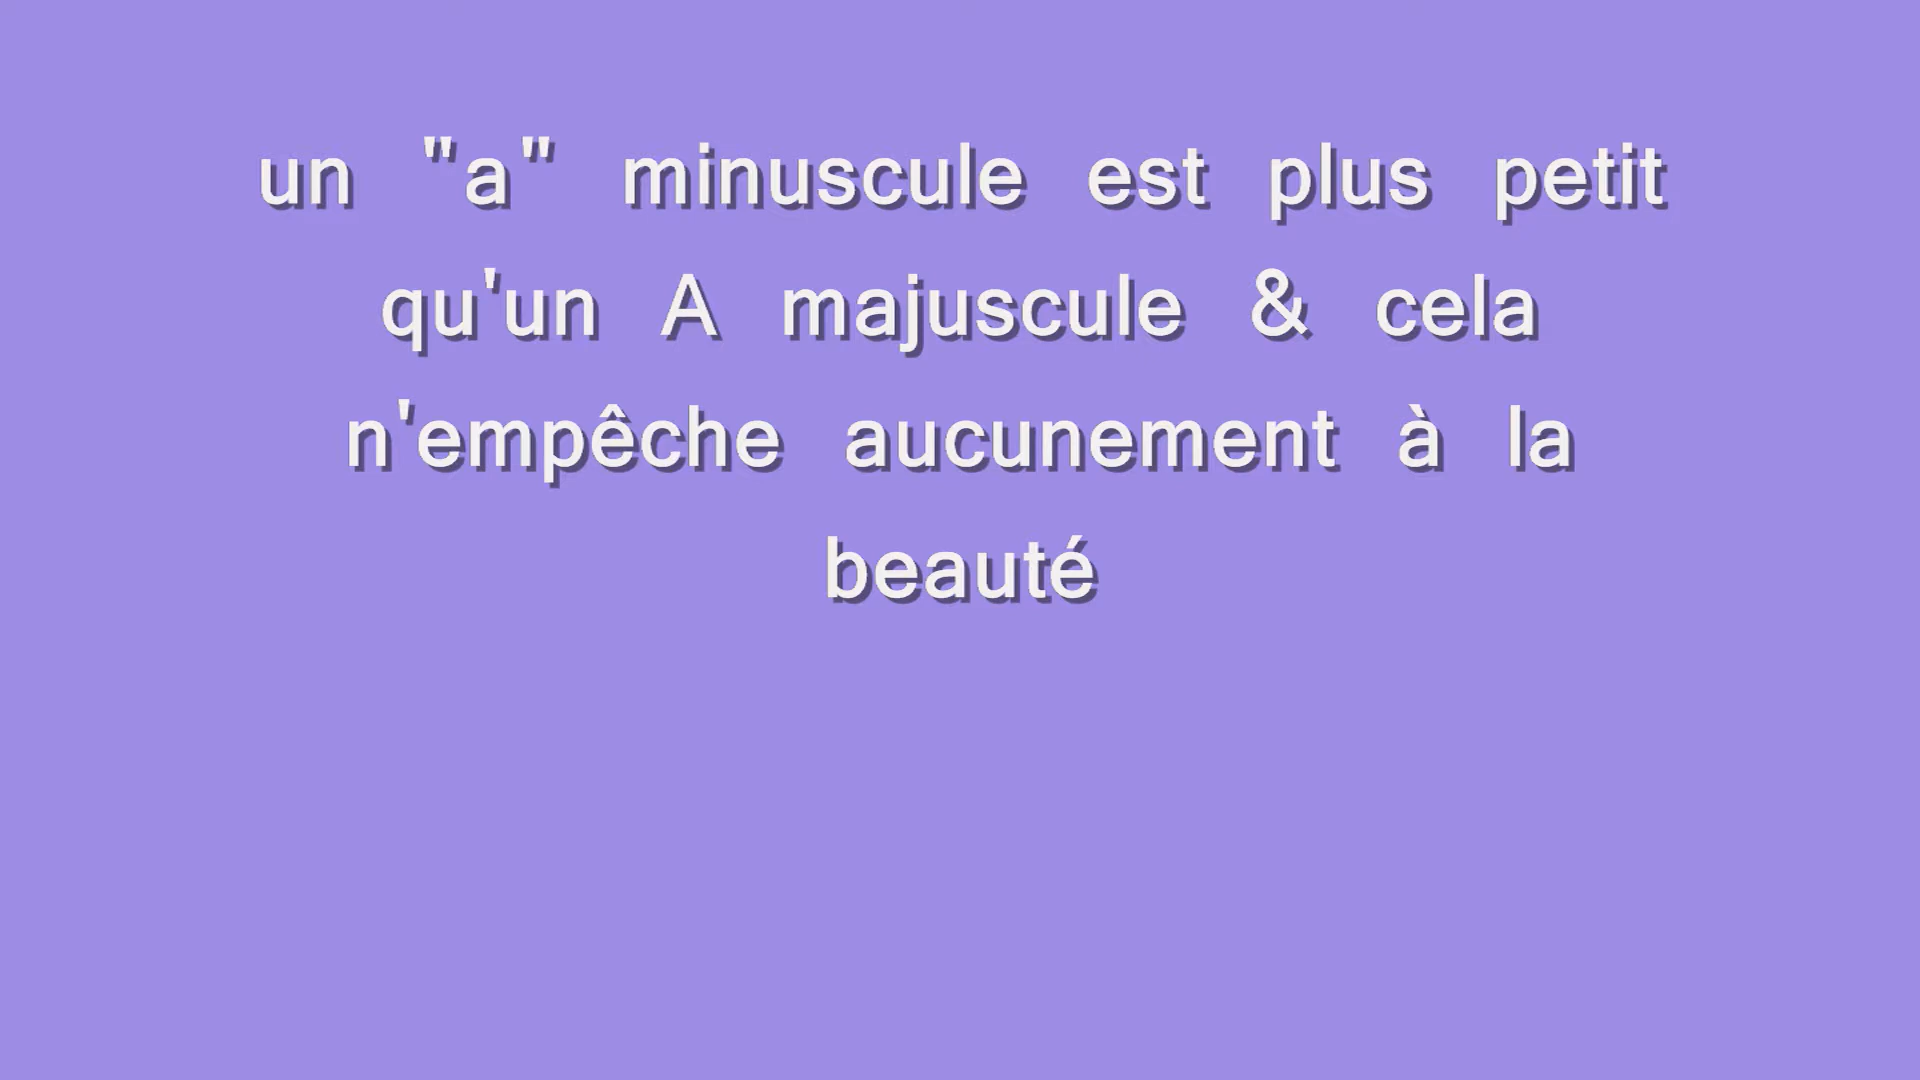 un "a" minuscule est plus petit
qu'un A majuscule & cela
n'empêche aucunement à la
beauté